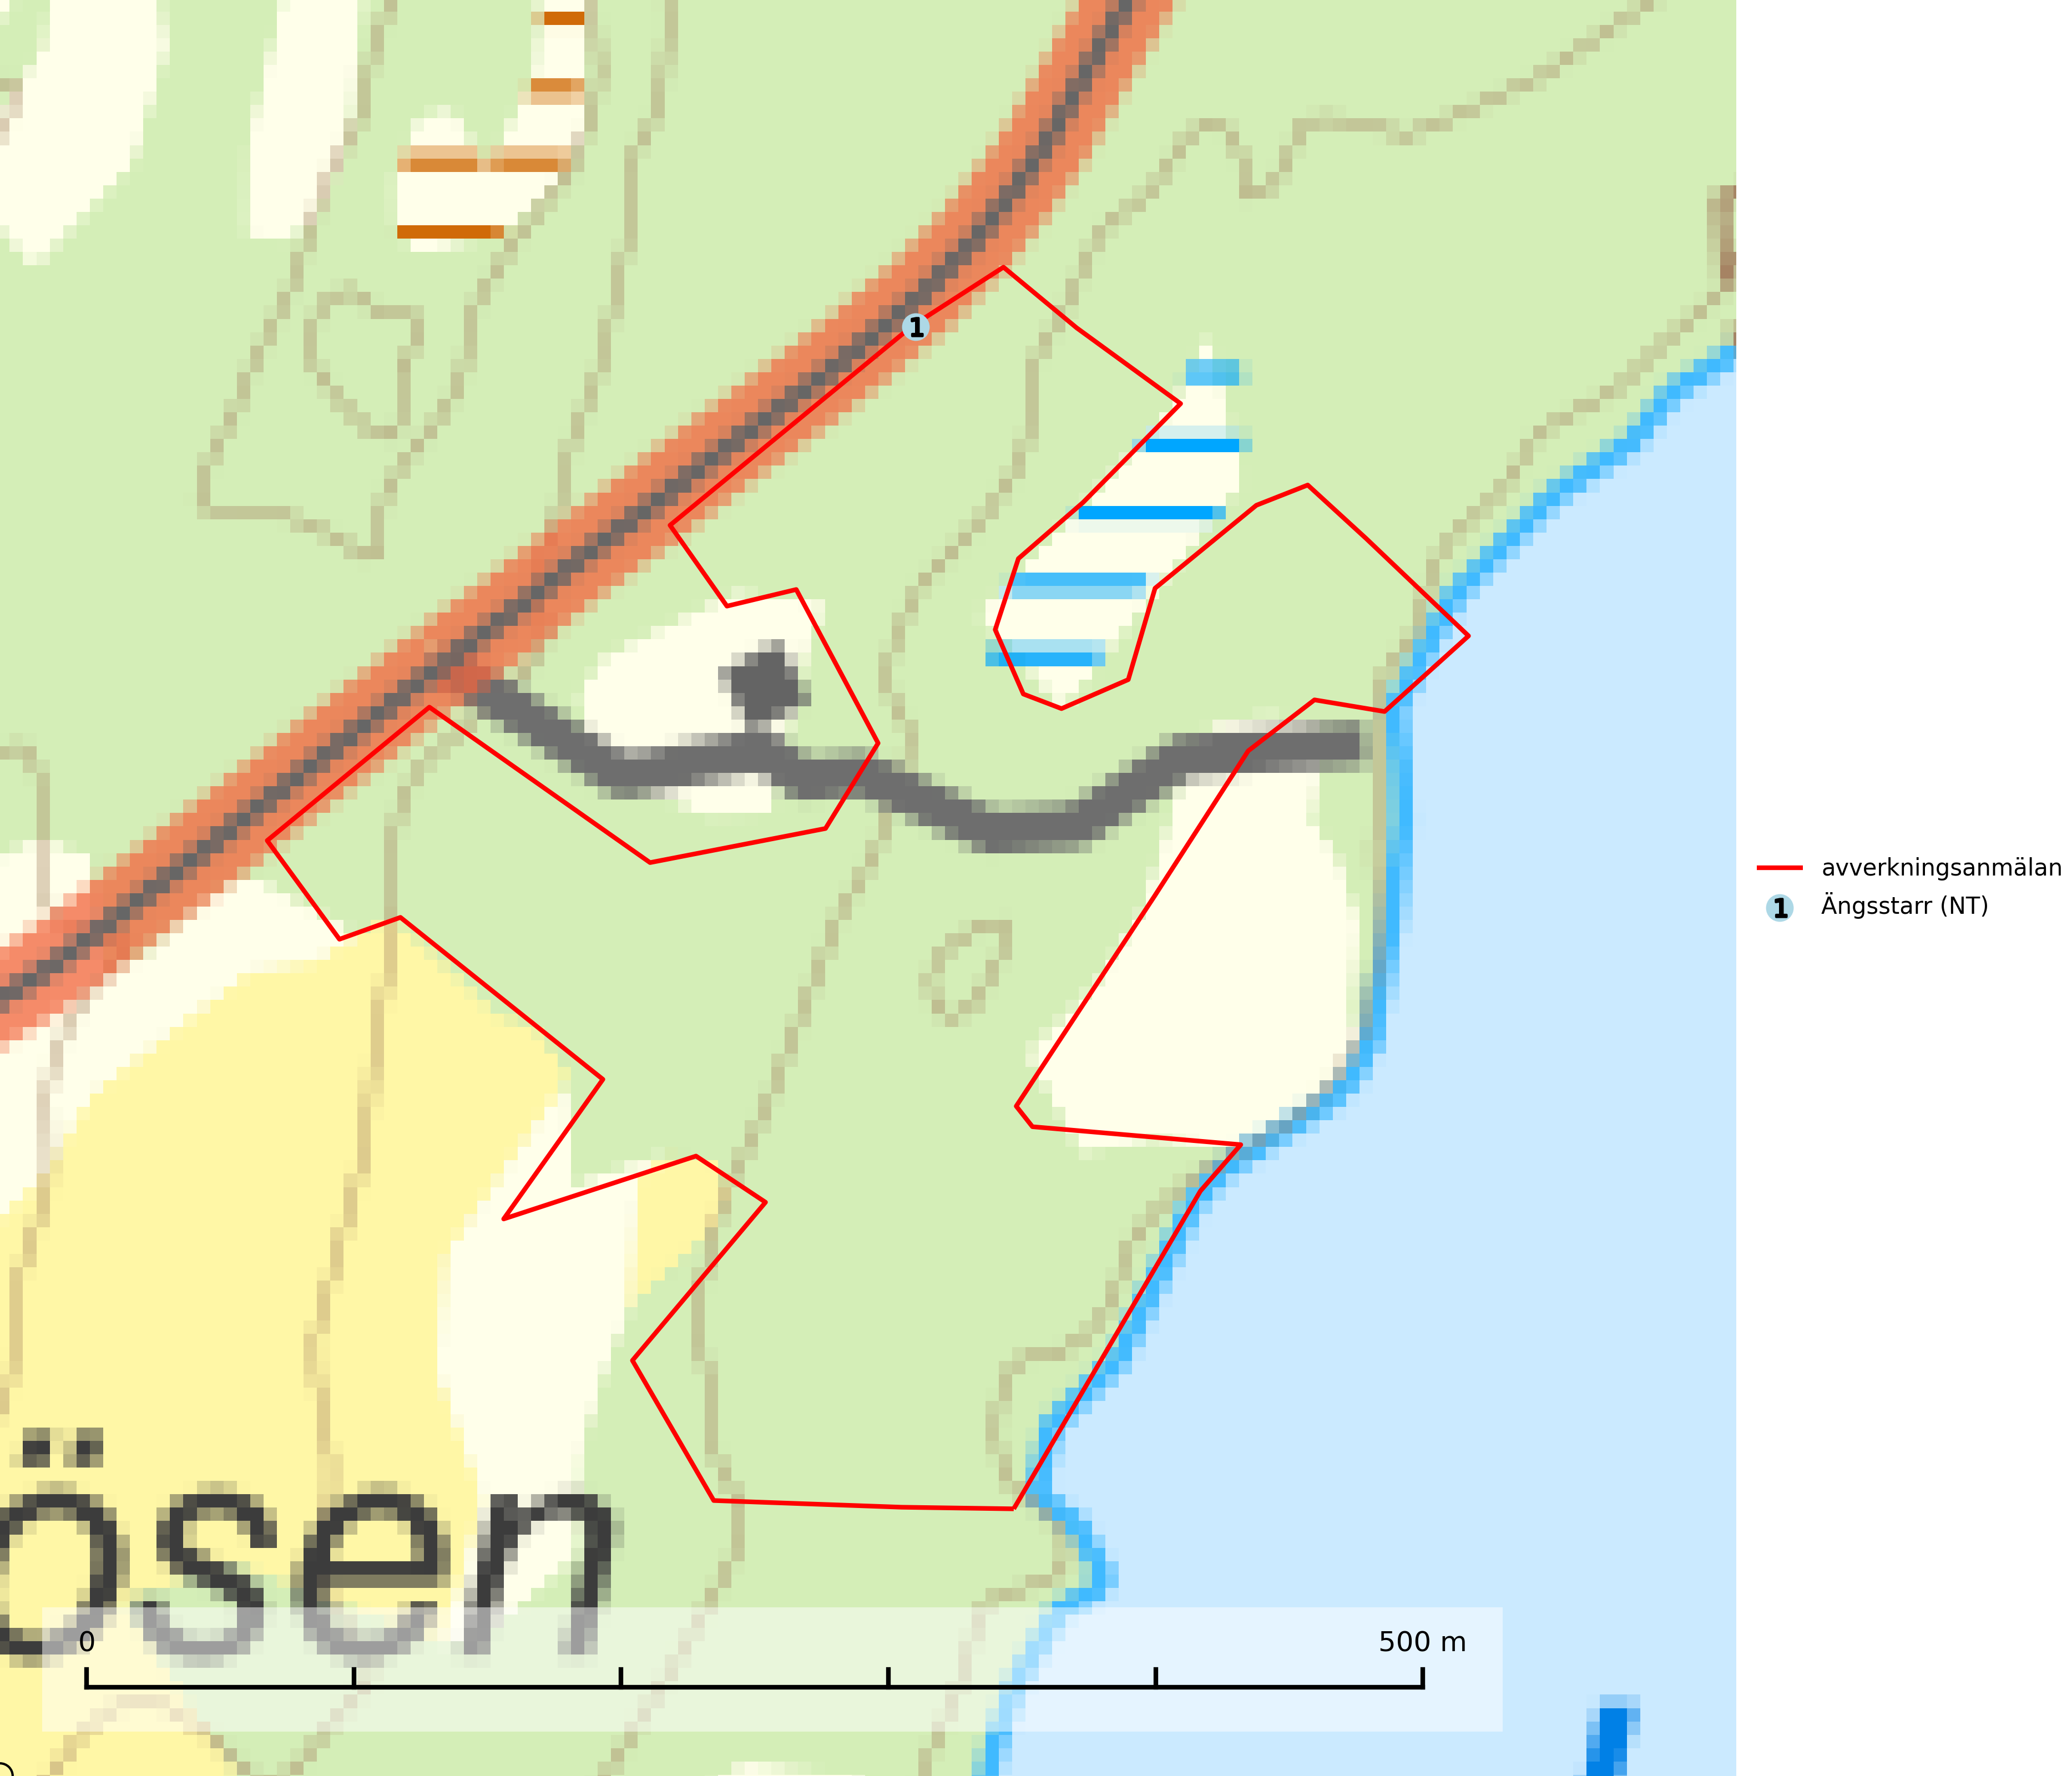 1
avverkningsanmälan
1 Ängsstarr (NT)
ösen
0 500 m